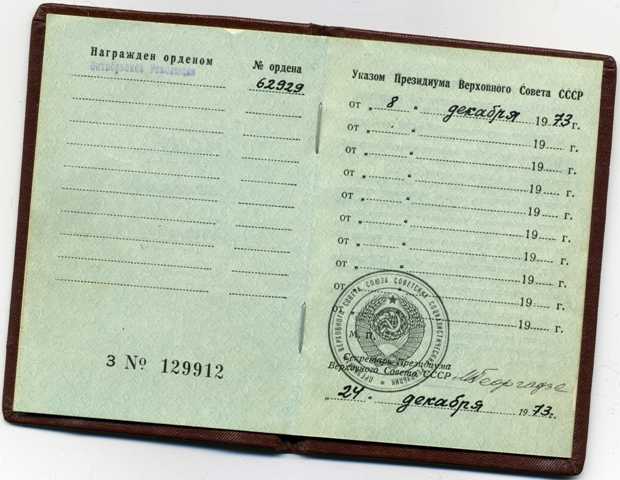 Награжден орденом
№ ордена
Октябрьской Революции
62929
З № 129912
Указом Президиума Верховного Совета СССР
от „ 8 " декабря 1973 г.
от „ " 19 г.
от „ " 19 г.
от „ " 19 г.
от „ " 19 г.
от „ " 19 г.
от „ " 19 г.
от „ " 19 г.
от „ " 19 г.
от „ " 19 г.
М. П.
Секретарь Президиума
Верховного Совета СССР
„ 24 " декабря 1973 г.